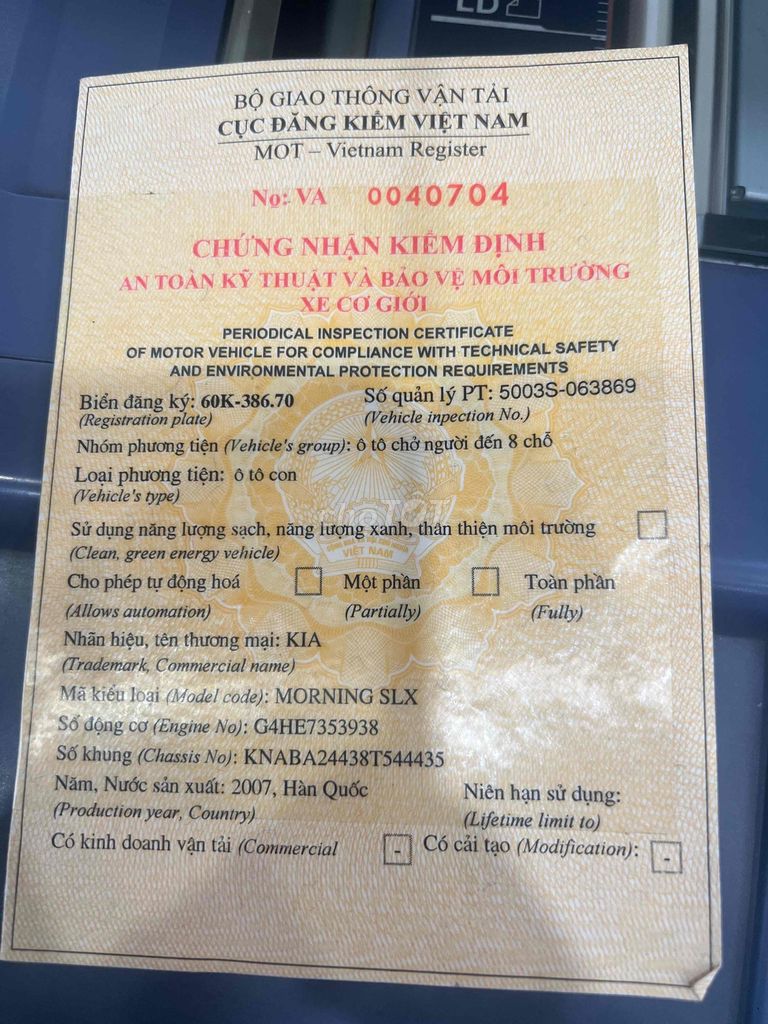 LD
BỘ GIAO THÔNG VẬN TẢI
CỤC ĐĂNG KIỂM VIỆT NAM
MOT – Vietnam Register
Nọ: VA 0040704
CHỨNG NHẬN KIỂM ĐỊNH
AN TOÀN KỸ THUẬT VÀ BẢO VỆ MÔI TRƯỜNG
XE CƠ GIỚI
PERIODICAL INSPECTION CERTIFICATE
OF MOTOR VEHICLE FOR COMPLIANCE WITH TECHNICAL SAFETY
AND ENVIRONMENTAL PROTECTION REQUIREMENTS
Biển đăng ký: 60K-386.70 Số quản lý PT: 5003S-063869
(Registration plate) (Vehicle inpection No.)
Nhóm phương tiện (Vehicle's group): ô tô chở người đến 8 chỗ
Loại phương tiện: ô tô con
(Vehicle's type)
Sử dụng năng lượng sạch, năng lượng xanh, thân thiện môi trường
(Clean, green energy vehicle)
VIỆT NAM
Cho phép tự động hoá Một phần Toàn phần
(Allows automation) (Partially) (Fully)
Nhãn hiệu, tên thương mại: KIA
(Trademark, Commercial name)
Mã kiểu loại (Model code): MORNING SLX
Số động cơ (Engine No): G4HE7353938
Số khung (Chassis No): KNABA24438T544435
Năm, Nước sản xuất: 2007, Hàn Quốc Niên hạn sử dụng:
(Production year, Country) (Lifetime limit to)
Có kinh doanh vận tải (Commercial - Có cải tạo (Modification): -